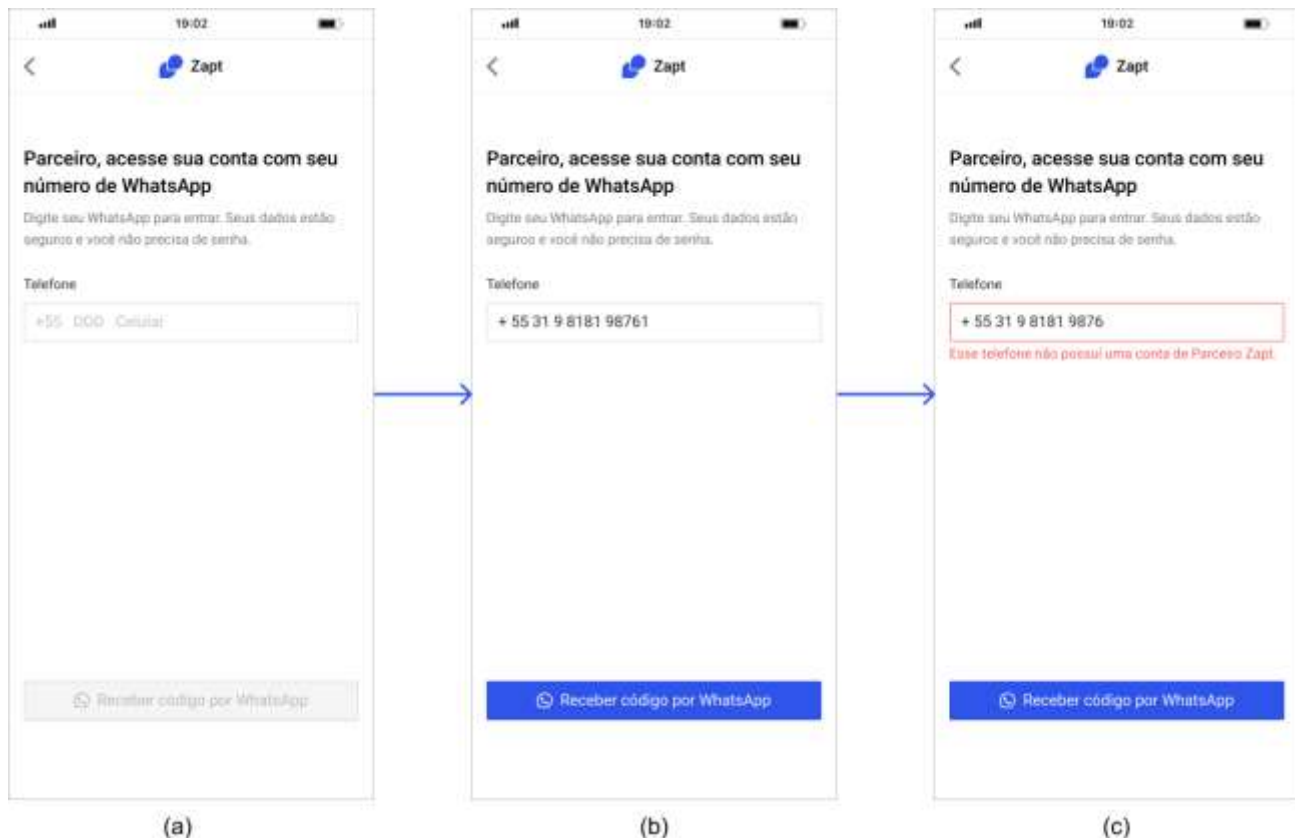 19:02
Zapt
Parceiro, acesse sua conta com seu
número de WhatsApp
Digite seu WhatsApp para entrar. Seus dados estão
seguros e você não precisa de senha.
Telefone
+55 DDD Celular
Receber código por WhatsApp
(a)
19:02
Zapt
Parceiro, acesse sua conta com seu
número de WhatsApp
Digite seu WhatsApp para entrar. Seus dados estão
seguros e você não precisa de senha.
Telefone
+ 55 31 9 8181 98761
Receber código por WhatsApp
(b)
19:02
Zapt
Parceiro, acesse sua conta com seu
número de WhatsApp
Digite seu WhatsApp para entrar. Seus dados estão
seguros e você não precisa de senha.
Telefone
+ 55 31 9 8181 9876
Esse telefone não possui uma conta de Parceiro Zapt.
Receber código por WhatsApp
(c)